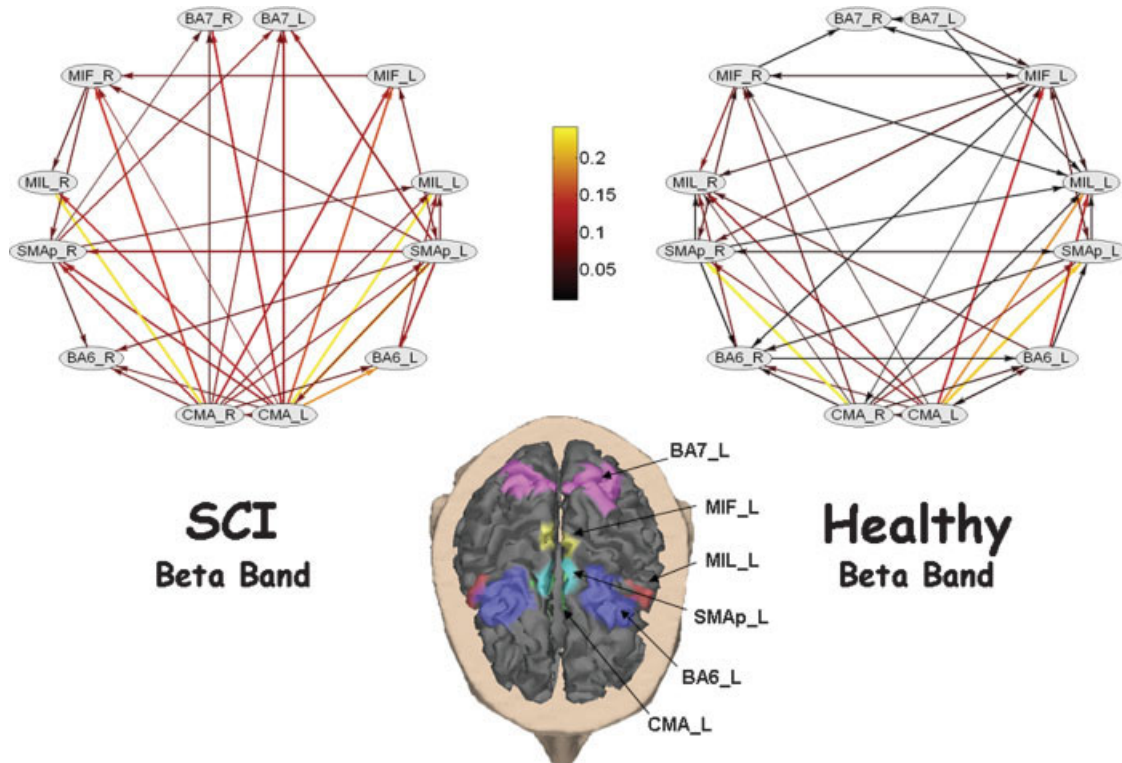 BA7_R BA7_L
MIF_R MIF_L
MIL_R MIL_L
SMAp_R SMAp_L
BA6_R BA6_L
CMA_R CMA_L
0.2
0.15
0.1
0.05
BA7_R BA7_L
MIF_R MIF_L
MIL_R MIL_L
SMAp_R SMAp_L
BA6_R BA6_L
CMA_R CMA_L
SCI
Beta Band
BA7_L
MIF_L
MIL_L
SMAp_L
BA6_L
CMA_L
Healthy
Beta Band